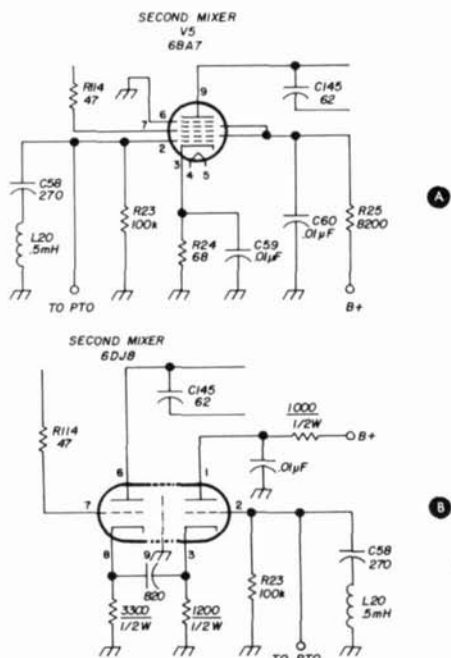 SECOND MIXER
V5
6BA7
R114
47
9
C145
62
6
7
2
3
4
5
C58
270
R23
100k
C60
.01µF
R25
8200
A
L20
.5mH
R24
68
C59
.01µF
TO PTO
B+
SECOND MIXER
6DJ8
C145
62
1000
1/2W
B+
R114
47
6
1
.01µF
7
2
B
8
9
3
C58
270
820
R23
100k
3300
1/2W
1200
1/2W
L20
.5mH
TO PTO